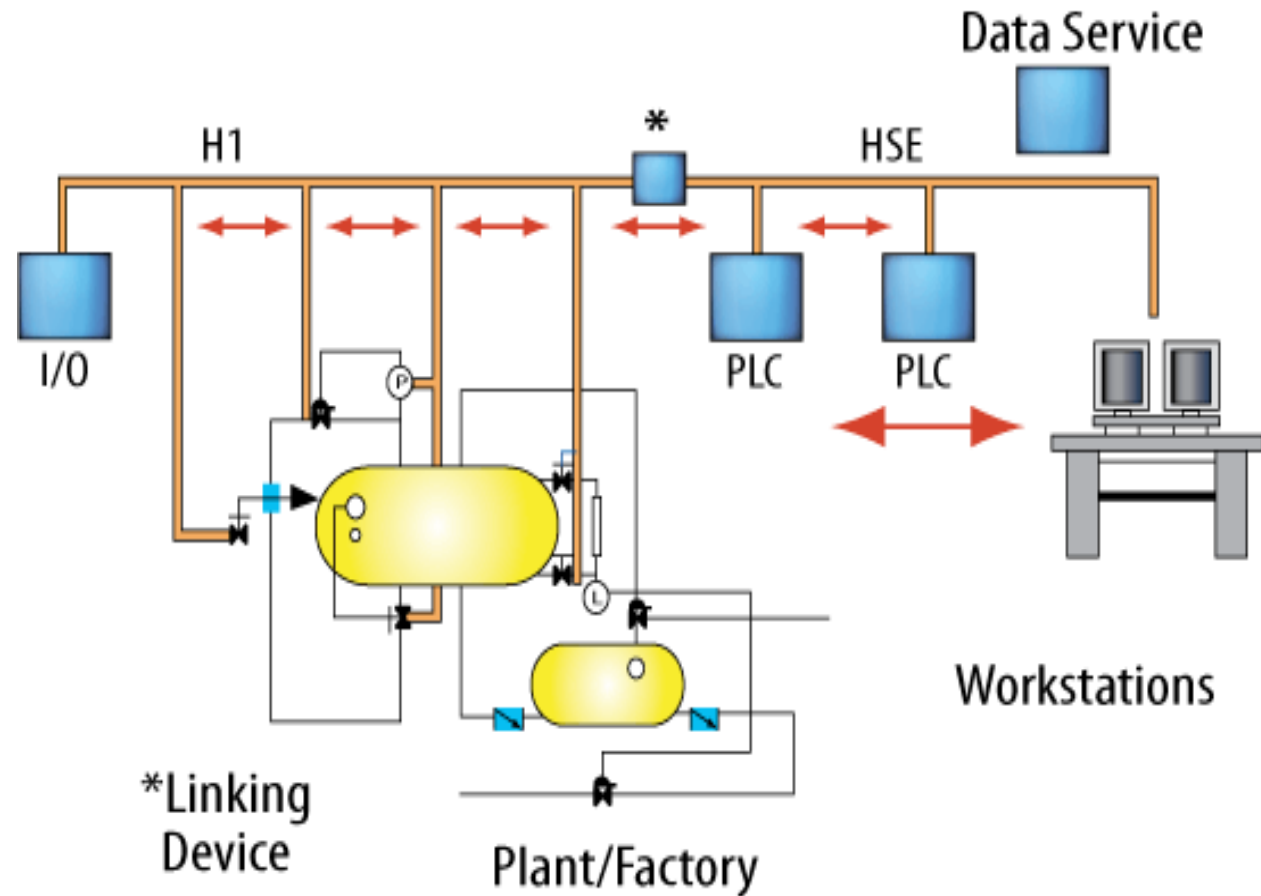 Data Service
*
H1
HSE
I/O
PLC
PLC
P
L
Workstations
*Linking
Device
Plant/Factory